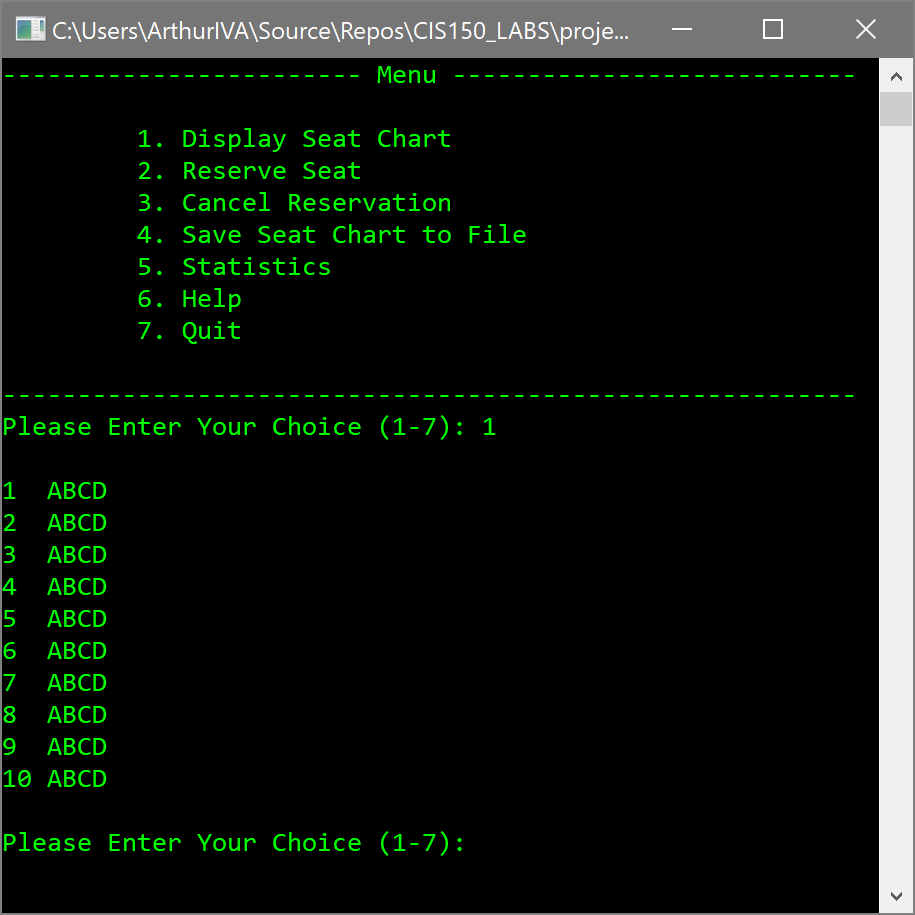 C:\Users\ArthurIVA\Source\Repos\CIS150_LABS\proje...
------------------------ Menu ---------------------------
1. Display Seat Chart
2. Reserve Seat
3. Cancel Reservation
4. Save Seat Chart to File
5. Statistics
6. Help
7. Quit
---------------------------------------------------------
Please Enter Your Choice (1-7): 1
1  ABCD
2  ABCD
3  ABCD
4  ABCD
5  ABCD
6  ABCD
7  ABCD
8  ABCD
9  ABCD
10 ABCD
Please Enter Your Choice (1-7):